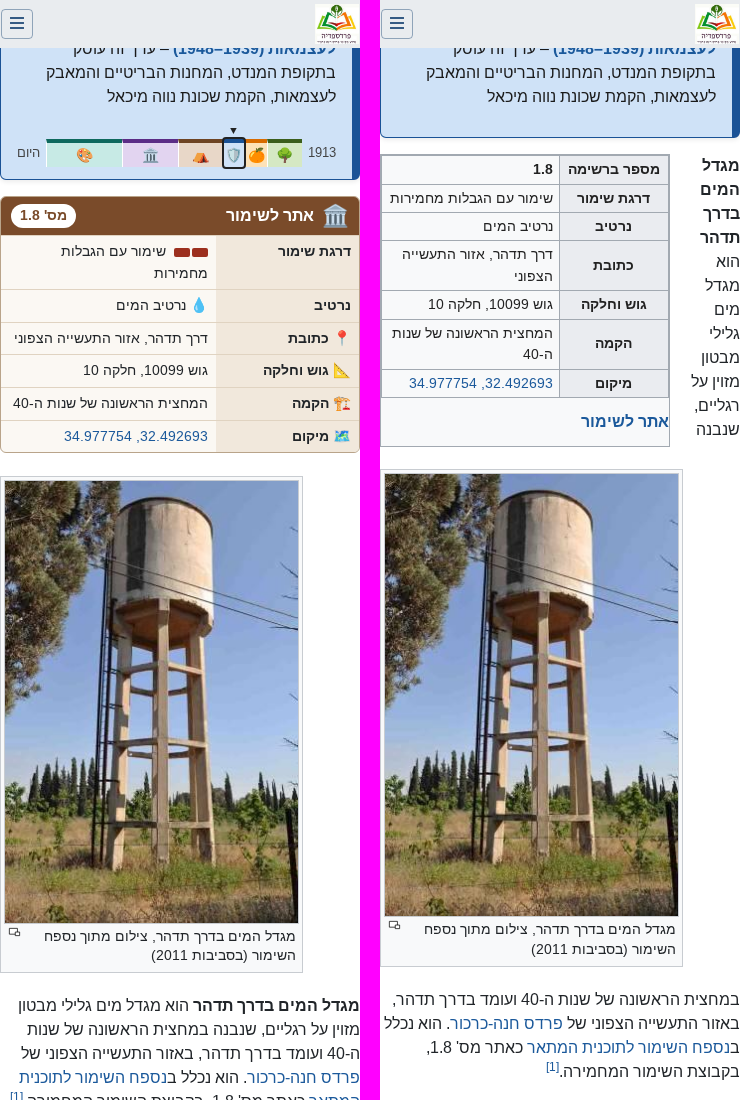 לעצמאות (1939–1948) – ערך זה עוסק
בתקופת המנדט, המחנות הבריטיים והמאבק
לעצמאות, הקמת שכונת נווה מיכאל
מספר ברשימה 1.8
דרגת שימור שימור עם הגבלות מחמירות
נרטיב נרטיב המים
כתובת דרך תדהר, אזור התעשייה
הצפוני
גוש וחלקה גוש 10099, חלקה 10
הקמה המחצית הראשונה של שנות
ה-40
מיקום 32.492693, 34.977754
אתר לשימור
מגדל
המים
בדרך
תדהר
הוא
מגדל
מים
גלילי
מבטון
מזוין על
רגליים,
שנבנה
מגדל המים בדרך תדהר, צילום מתוך נספח
השימור (בסביבות 2011)
במחצית הראשונה של שנות ה-40 ועומד בדרך תדהר,
באזור התעשייה הצפוני של פרדס חנה-כרכור. הוא נכלל
בנספח השימור לתוכנית המתאר כאתר מס' 1.8,
בקבוצת השימור המחמירה.[1]
לעצמאות (1939–1948) – ערך זה עוסק
בתקופת המנדט, המחנות הבריטיים והמאבק
לעצמאות, הקמת שכונת נווה מיכאל
1913 היום
אתר לשימור מס' 1.8
דרגת שימור שימור עם הגבלות
מחמירות
נרטיב נרטיב המים
כתובת דרך תדהר, אזור התעשייה הצפוני
גוש וחלקה גוש 10099, חלקה 10
הקמה המחצית הראשונה של שנות ה-40
מיקום 32.492693, 34.977754
מגדל המים בדרך תדהר, צילום מתוך נספח
השימור (בסביבות 2011)
מגדל המים בדרך תדהר הוא מגדל מים גלילי מבטון
מזוין על רגליים, שנבנה במחצית הראשונה של שנות
ה-40 ועומד בדרך תדהר, באזור התעשייה הצפוני של
פרדס חנה-כרכור. הוא נכלל בנספח השימור לתוכנית
המתאר כאתר מס' 1.8, בקבוצת השימור המחמירה.[1]